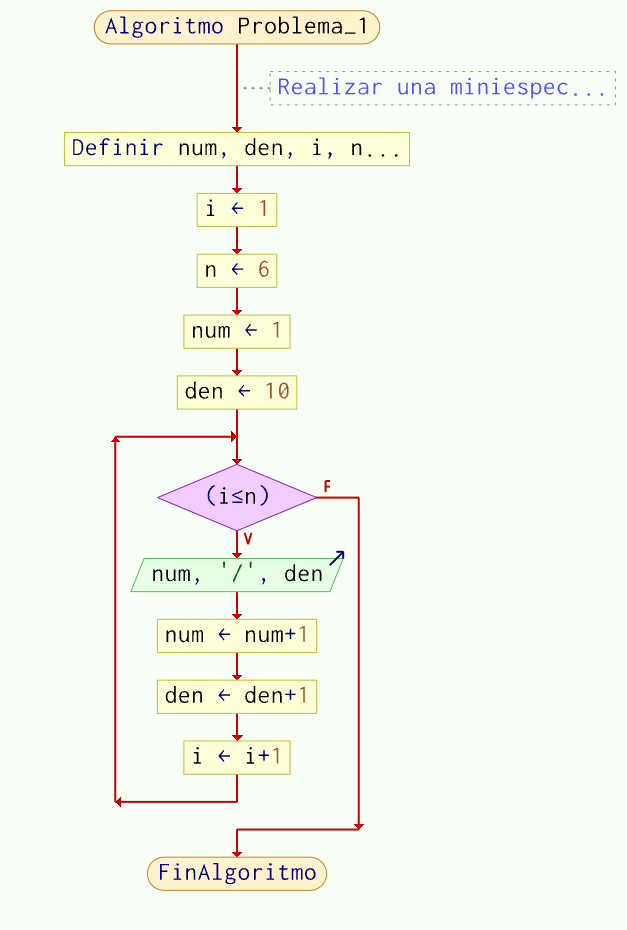 Algoritmo Problema_1
Realizar una miniespec...
Definir num, den, i, n...
i ← 1
n ← 6
num ← 1
den ← 10
(i≤n)
F
V
num, '/', den
num ← num+1
den ← den+1
i ← i+1
FinAlgoritmo